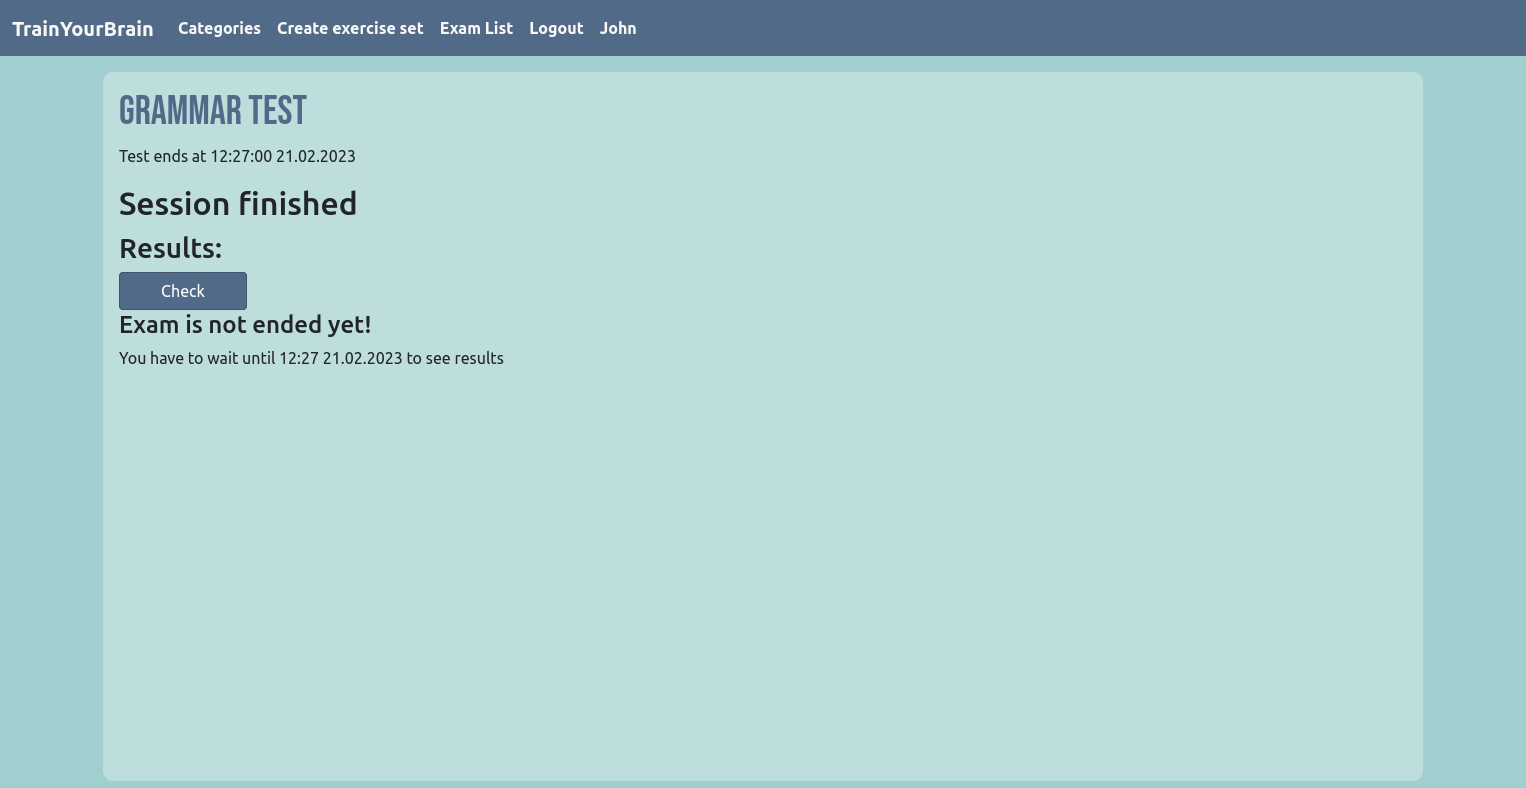 TrainYourBrain Categories Create exercise set Exam List Logout John
GRAMMAR TEST
Test ends at 12:27:00 21.02.2023
Session finished
Results:
Check
Exam is not ended yet!
You have to wait until 12:27 21.02.2023 to see results